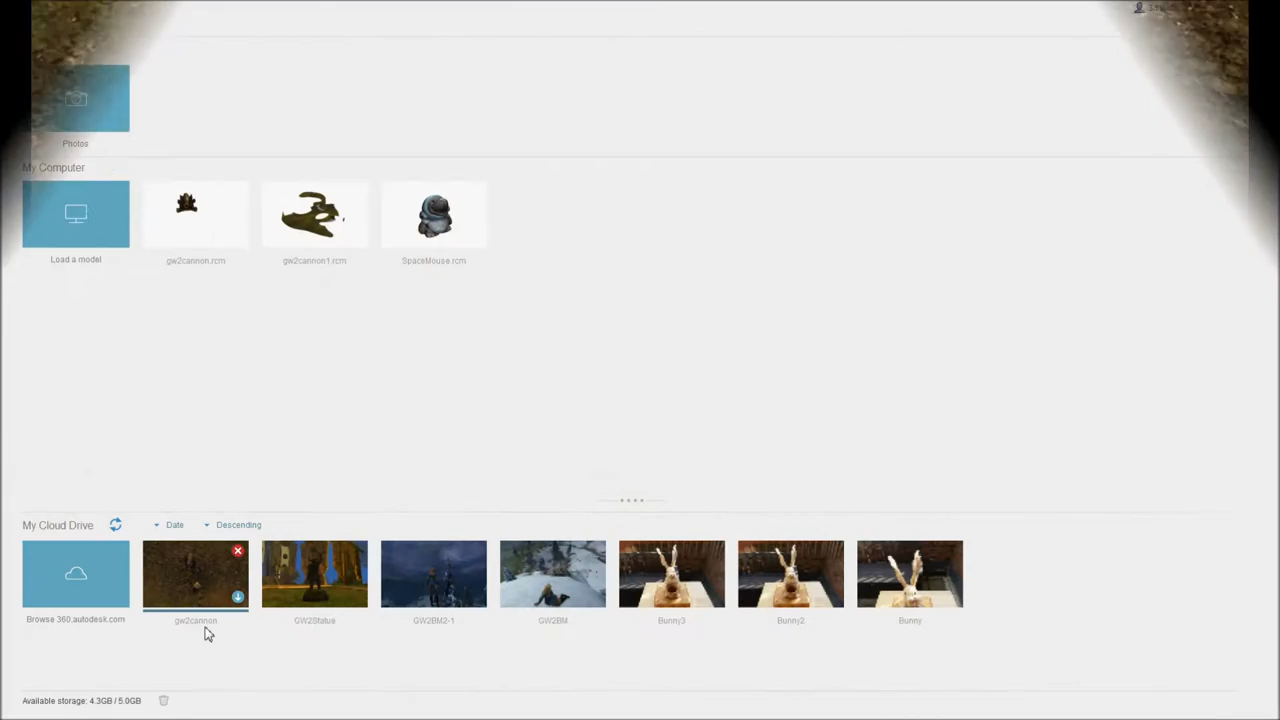 Photos
My Computer
Load a model
gw2cannon.rcm
gw2cannon1.rcm
SpaceMouse.rcm
My Cloud Drive
Date
Descending
Browse 360.autodesk.com
gw2cannon
GW2Statue
GW2BM2-1
GW2BM
Bunny3
Bunny2
Bunny
Available storage: 4.3GB / 5.0GB